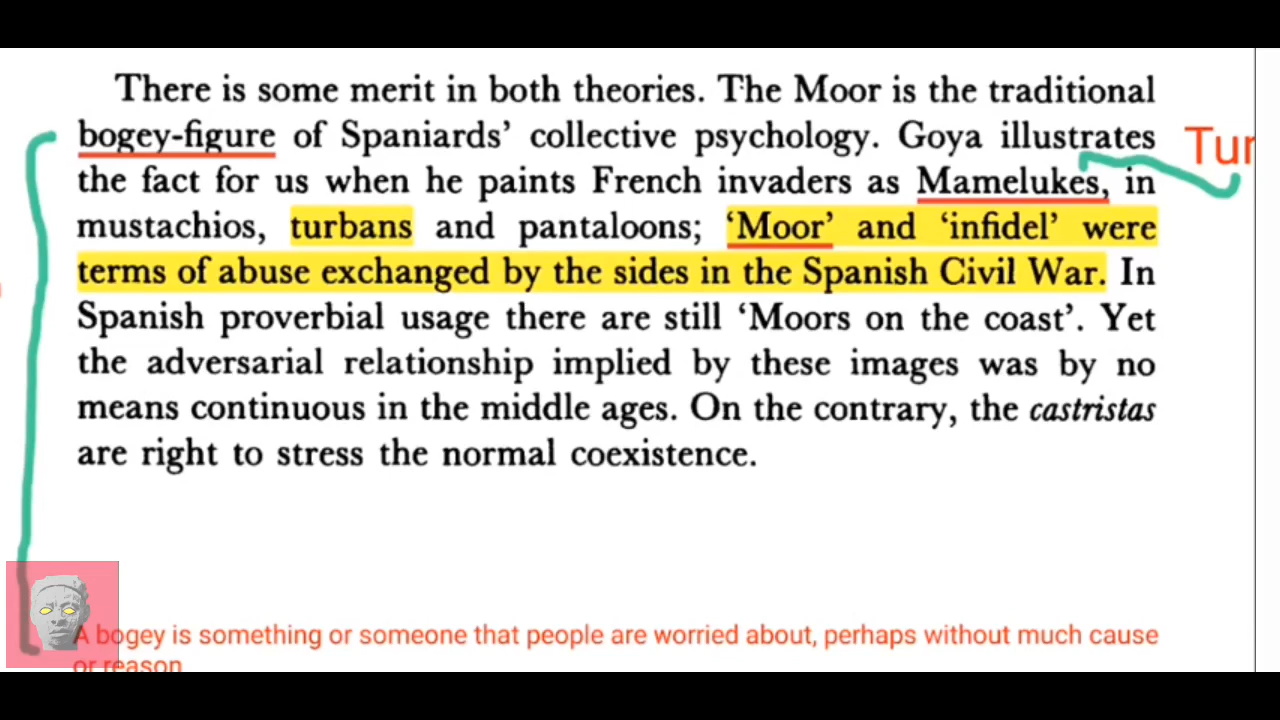 There is some merit in both theories. The Moor is the traditional
bogey-figure of Spaniards' collective psychology. Goya illustrates
Tur
the fact for us when he paints French invaders as Mamelukes, in
mustachios, turbans and pantaloons; 'Moor' and 'infidel' were
terms of abuse exchanged by the sides in the Spanish Civil War. In
Spanish proverbial usage there are still 'Moors on the coast'. Yet
the adversarial relationship implied by these images was by no
means continuous in the middle ages. On the contrary, the castristas
are right to stress the normal coexistence.
A bogey is something or someone that people are worried about, perhaps without much cause
or reason